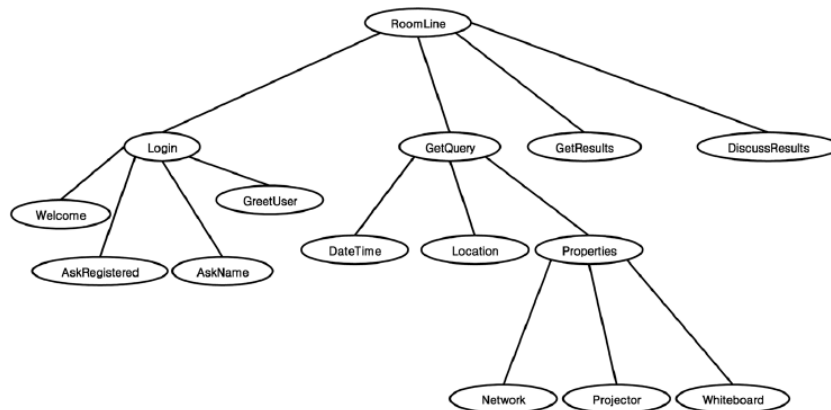 RoomLine
Login
GetQuery
GetResults
DiscussResults
Welcome
GreetUser
AskRegistered
AskName
DateTime
Location
Properties
Network
Projector
Whiteboard